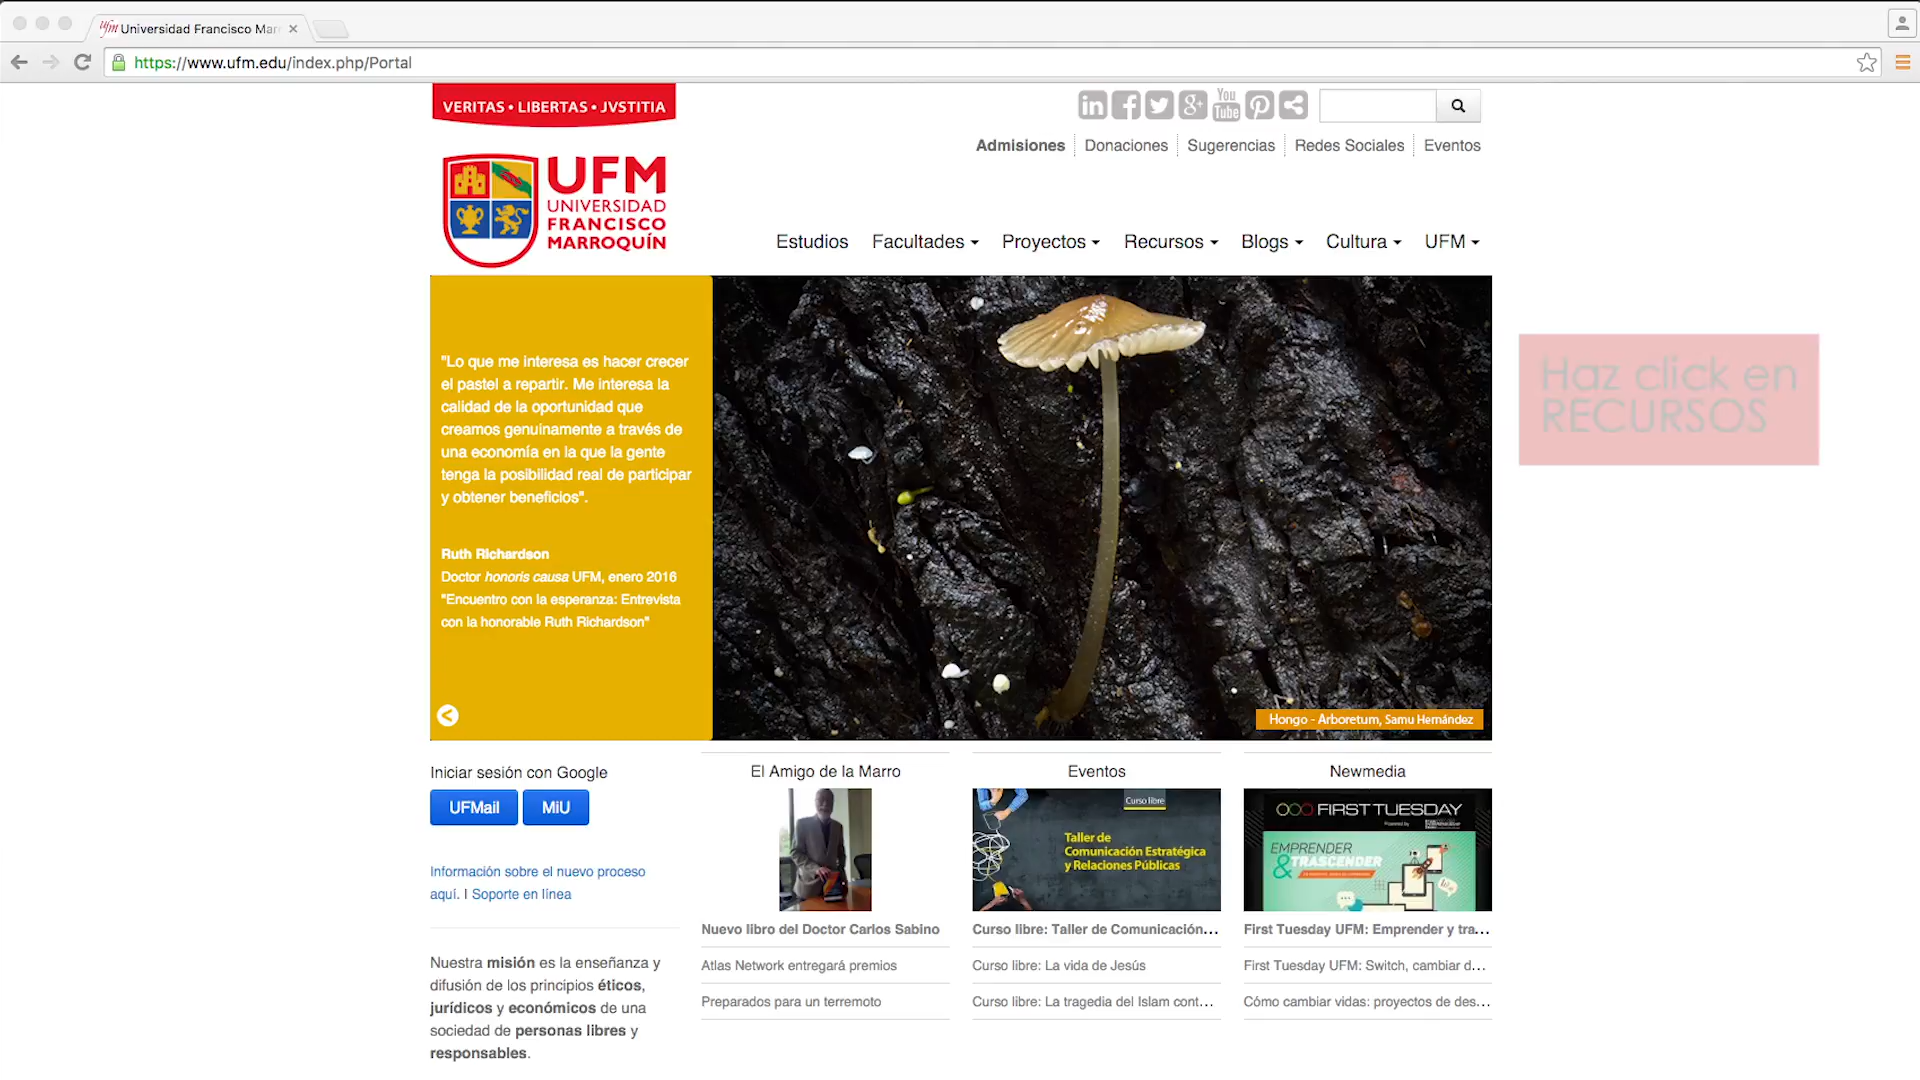 Universidad Francisco Mar
https://www.ufm.edu/index.php/Portal
VERITAS • LIBERTAS • JVSTITIA
You
Tube
Admisiones
Donaciones
Sugerencias
Redes Sociales
Eventos
UFM
UNIVERSIDAD
FRANCISCO
MARROQUÍN
Estudios
Facultades
Proyectos
Recursos
Blogs
Cultura
UFM
"Lo que me interesa es hacer crecer
el pastel a repartir. Me interesa la
calidad de la oportunidad que
creamos genuinamente a través de
una economía en la que la gente
tenga la posibilidad real de participar
y obtener beneficios".
Ruth Richardson
Doctor honoris causa UFM, enero 2016
"Encuentro con la esperanza: Entrevista
con la honorable Ruth Richardson"
Hongo - Arboretum, Samu Hernández
Haz click en
RECURSOS
Iniciar sesión con Google
UFMail
MiU
Información sobre el nuevo proceso
aquí. | Soporte en línea
Nuestra misión es la enseñanza y
difusión de los principios éticos,
jurídicos y económicos de una
sociedad de personas libres y
responsables.
El Amigo de la Marro
Nuevo libro del Doctor Carlos Sabino
Atlas Network entregará premios
Preparados para un terremoto
Eventos
Curso libre
Taller de
Comunicación Estratégica
y Relaciones Públicas
Curso libre: Taller de Comunicación...
Curso libre: La vida de Jesús
Curso libre: La tragedia del Islam cont...
Newmedia
FIRST TUESDAY
Powered by
EMPRENDER
& TRASCENDER
First Tuesday UFM: Emprender y tra...
First Tuesday UFM: Switch, cambiar d...
Cómo cambiar vidas: proyectos de des...